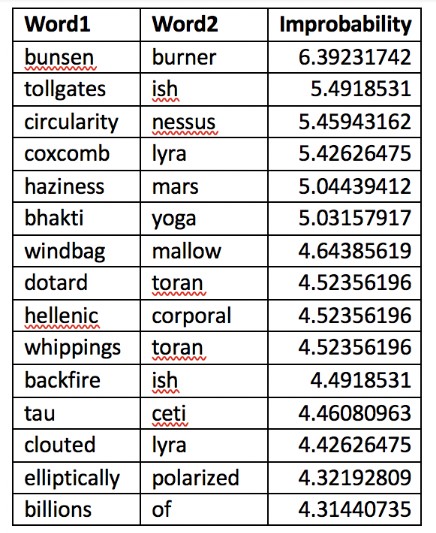 Word1 Word2 Improbability
bunsen burner 6.39231742
tollgates ish 5.4918531
circularity nessus 5.45943162
coxcomb lyra 5.42626475
haziness mars 5.04439412
bhakti yoga 5.03157917
windbag mallow 4.64385619
dotard toran 4.52356196
hellenic corporal 4.52356196
whippings toran 4.52356196
backfire ish 4.4918531
tau ceti 4.46080963
clouted lyra 4.42626475
elliptically polarized 4.32192809
billions of 4.31440735